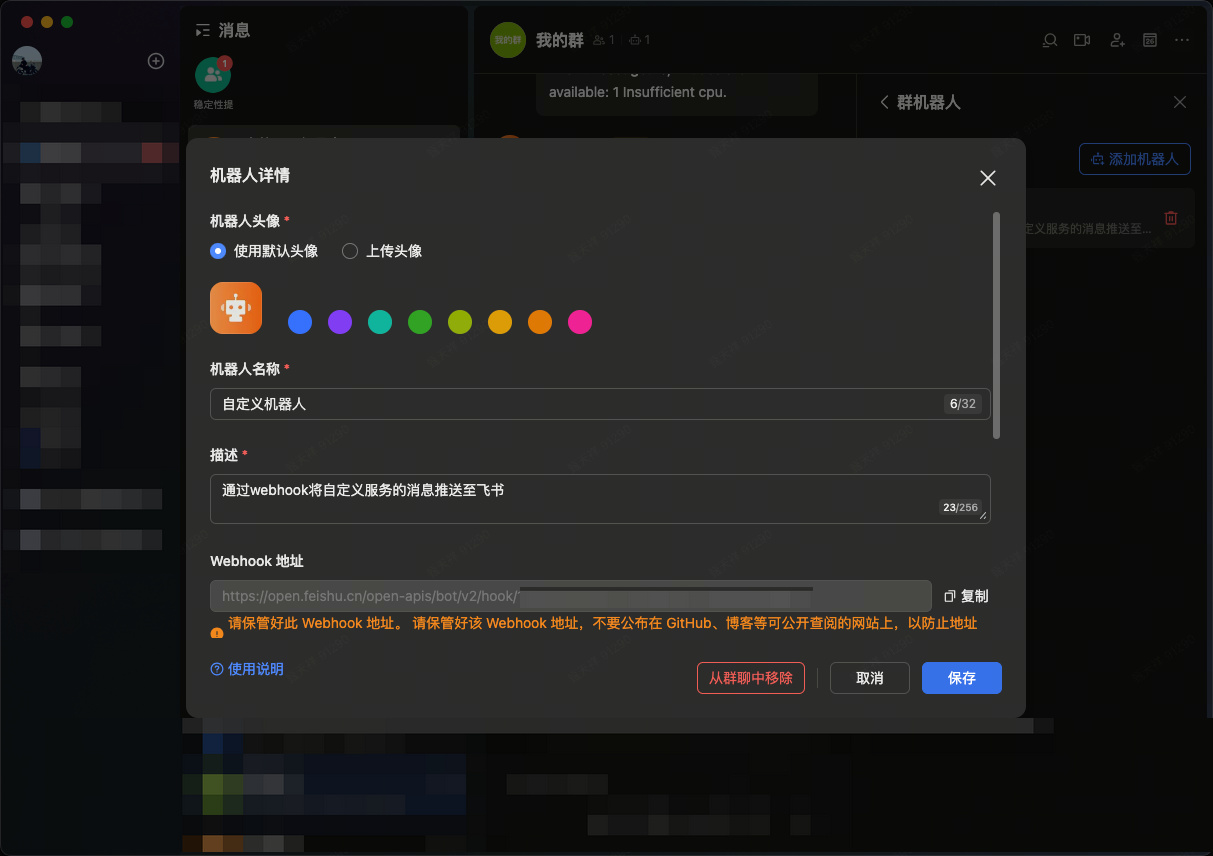 消息
1
稳定性提
我的群
我的群 1 1
available: 1 Insufficient cpu.
群机器人
添加机器人
定义服务的消息推送至...
机器人详情
机器人头像 *
使用默认头像 上传头像
机器人名称 *
自定义机器人 6/32
描述 *
通过webhook将自定义服务的消息推送至飞书
23/256
Webhook 地址
https://open.feishu.cn/open-apis/bot/v2/hook/
复制
请保管好此 Webhook 地址。 请保管好该 Webhook 地址，不要公布在 GitHub、博客等可公开查阅的网站上，以防止地址
使用说明
从群聊中移除
取消
保存